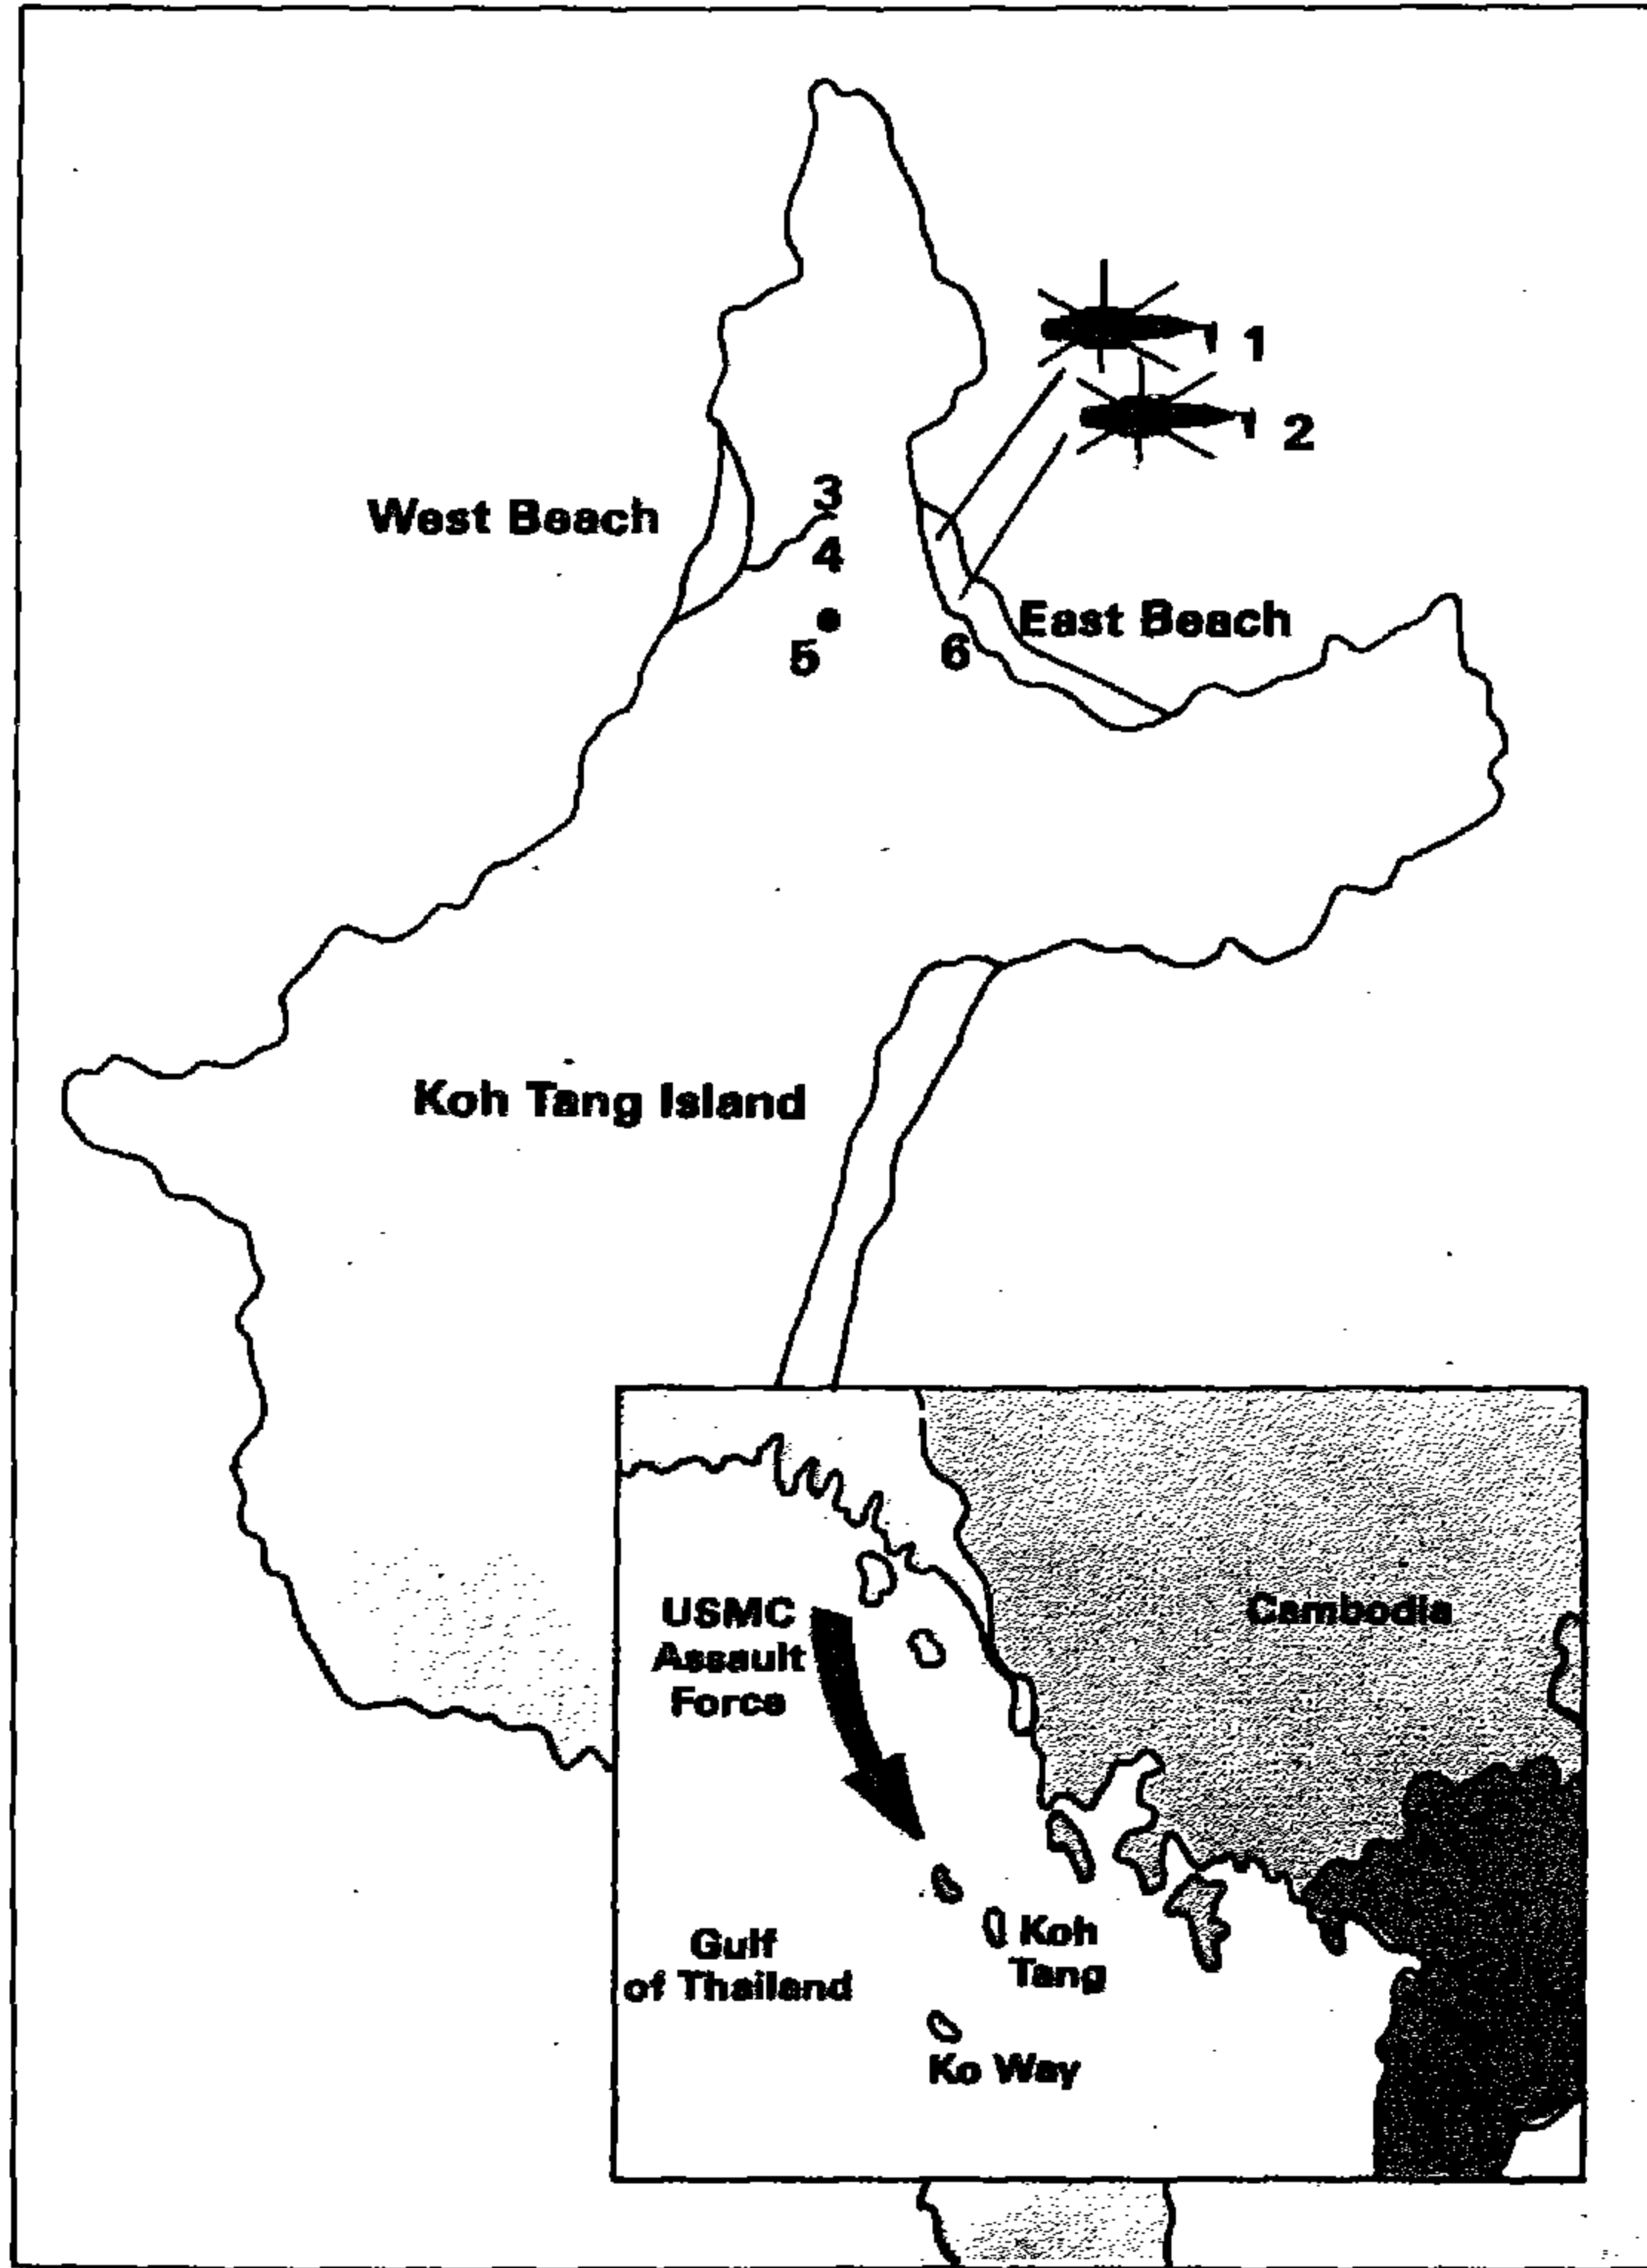 1
2
West Beach
3
4
5
6
East Beach
Koh Tang Island
USMC
Assault
Force
Cambodia
Gulf
of Thailand
Koh
Tang
Ko Way